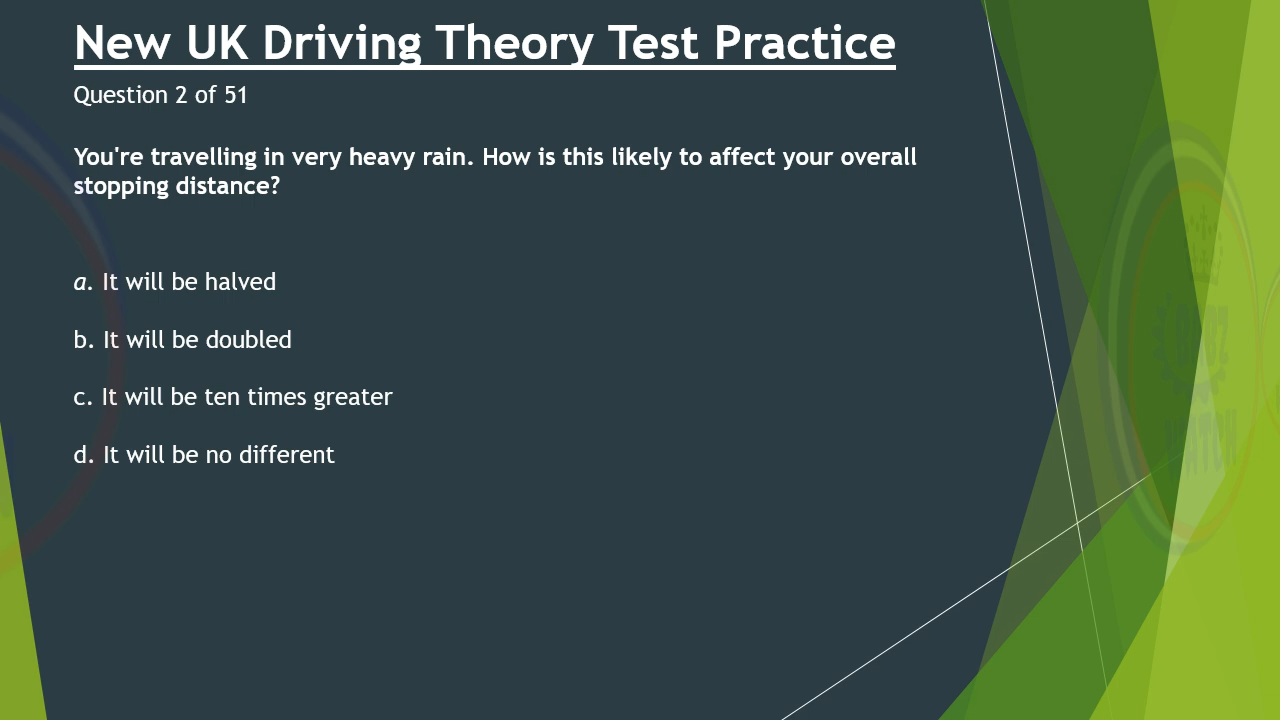 New UK Driving Theory Test Practice
Question 2 of 51
You're travelling in very heavy rain. How is this likely to affect your overall
stopping distance?
a. It will be halved
b. It will be doubled
c. It will be ten times greater
d. It will be no different